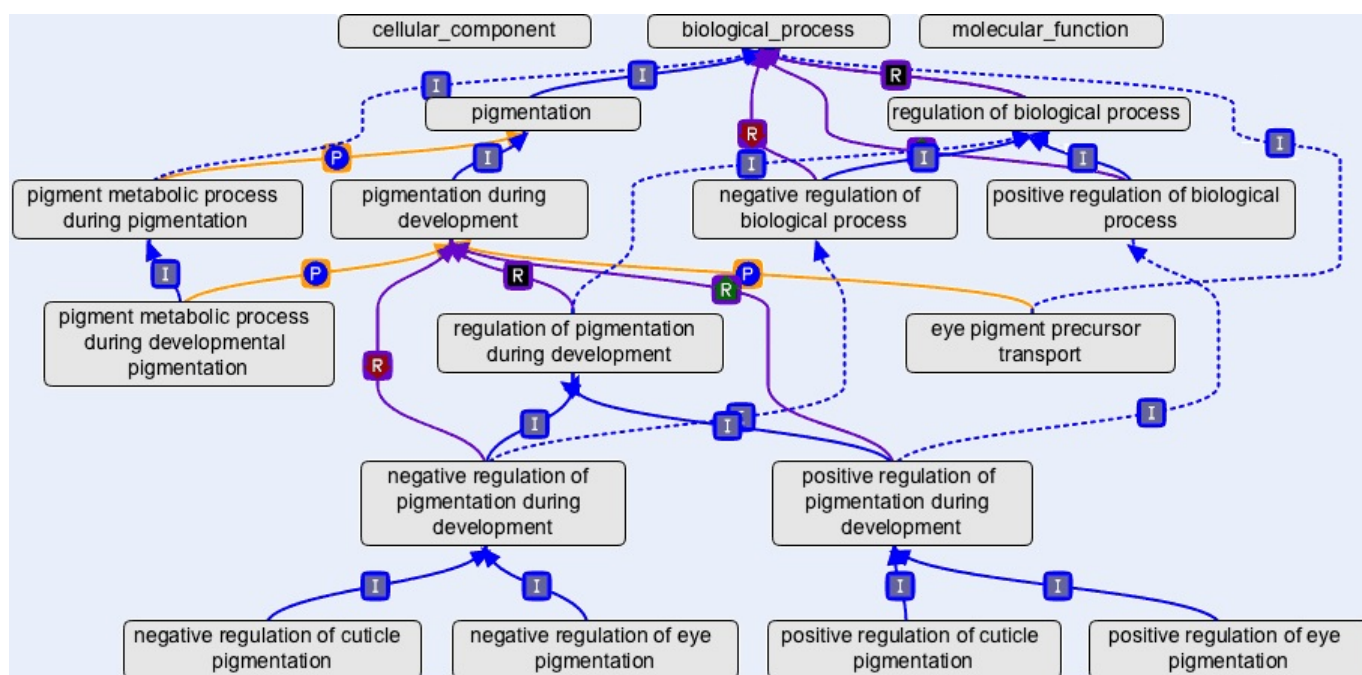 cellular_component
biological_process
molecular_function
I
I
R
pigmentation
regulation of biological process
R
P
I
I
I
I
I
pigment metabolic process
during pigmentation
pigmentation during
development
negative regulation of
biological process
positive regulation of biological
process
I
P
R
P
R
pigment metabolic process
during developmental
pigmentation
regulation of pigmentation
during development
eye pigment precursor
transport
R
I
I
I
negative regulation of
pigmentation during
development
positive regulation of
pigmentation during
development
I
I
I
I
negative regulation of cuticle
pigmentation
negative regulation of eye
pigmentation
positive regulation of cuticle
pigmentation
positive regulation of eye
pigmentation